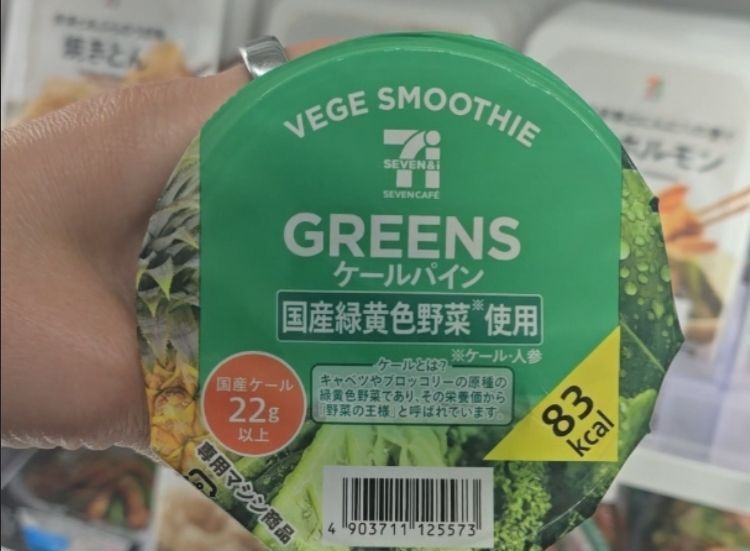 VEGE SMOOTHIE
SEVEN&i
SEVEN CAFÉ
GREENS
ケールパイン
国産緑黄色野菜※使用
※ケール・人参
国産ケール
22g
以上
ケールとは?
キャベツやブロッコリーの原種の
緑黄色野菜であり、その栄養価から
「野菜の王様」と呼ばれています。
83
kcal
専用マシン商品
4 903711 125573
焼きとん
ホルモン